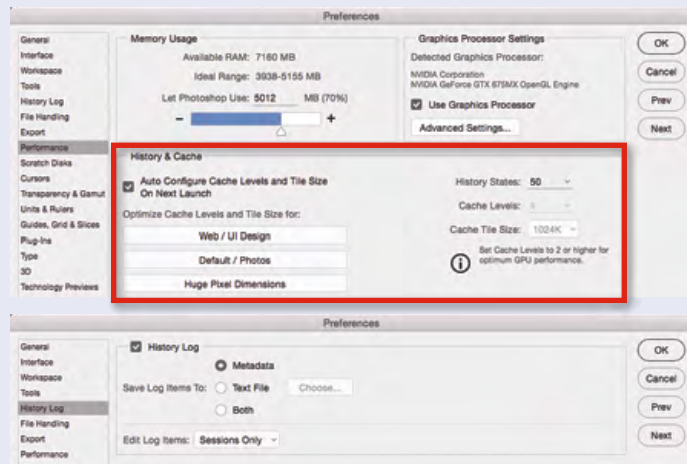 Preferences
General
Interface
Workspace
Tools
History Log
File Handling
Export
Performance
Scratch Disks
Cursors
Transparency & Gamut
Units & Rulers
Guides, Grid & Slices
Plug-Ins
Type
3D
Technology Previews
Memory Usage
Available RAM: 7160 MB
Ideal Range: 3938-5155 MB
Let Photoshop Use: 5012 MB (70%)
− +
Graphics Processor Settings
Detected Graphics Processor:
NVIDIA Corporation
NVIDIA GeForce GTX 675MX OpenGL Engine
Use Graphics Processor
Advanced Settings...
OK
Cancel
Prev
Next
History & Cache
Auto Configure Cache Levels and Tile Size
On Next Launch
Optimize Cache Levels and Tile Size for:
Web / UI Design
Default / Photos
Huge Pixel Dimensions
History States: 50
Cache Levels:
Cache Tile Size: 1024K
Set Cache Levels to 2 or higher for
optimum GPU performance.
Preferences
General
Interface
Workspace
Tools
History Log
File Handling
Export
Performance
History Log
Save Log Items To:
Metadata
Text File Choose...
Both
Edit Log Items: Sessions Only
OK
Cancel
Prev
Next